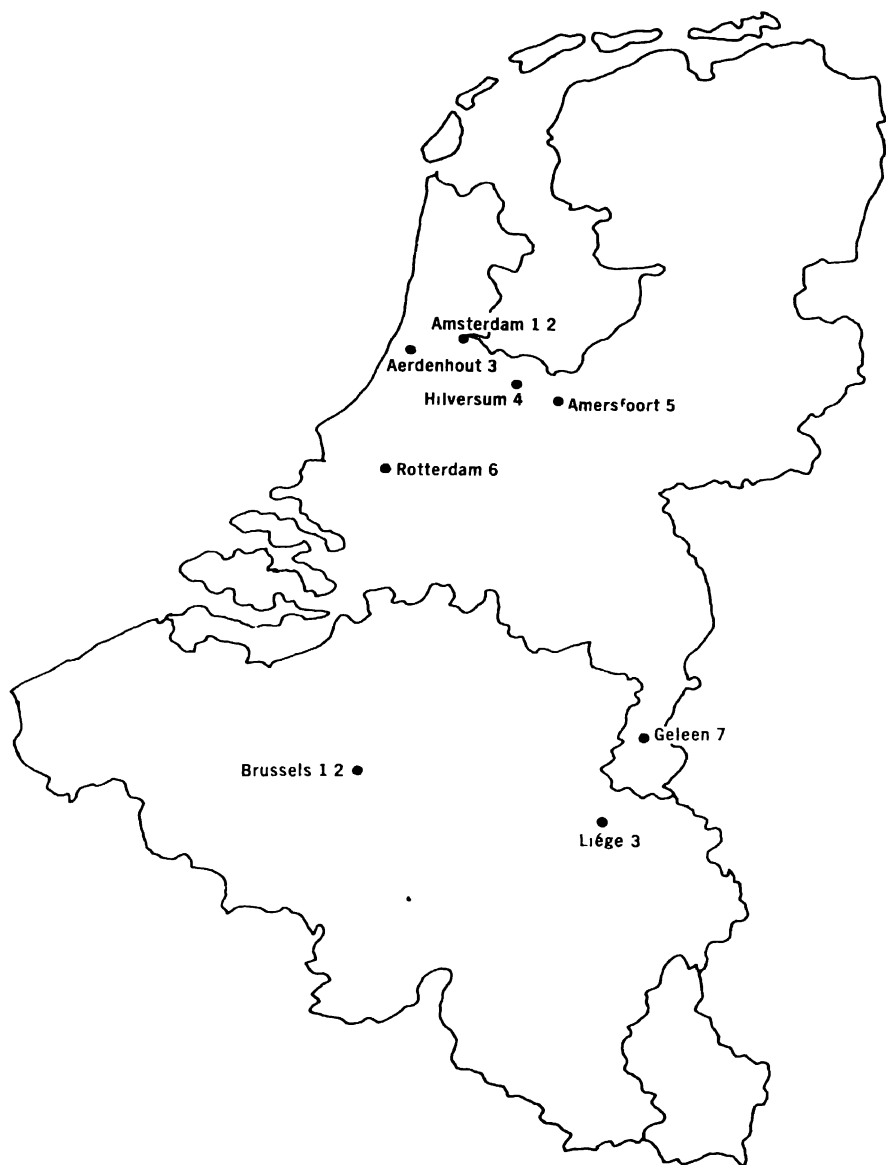 Amsterdam 1 2
Aerdenhout 3
Hilversum 4
Amersfoort 5
Rotterdam 6
Geleen 7
Brussels 1 2
Liége 3